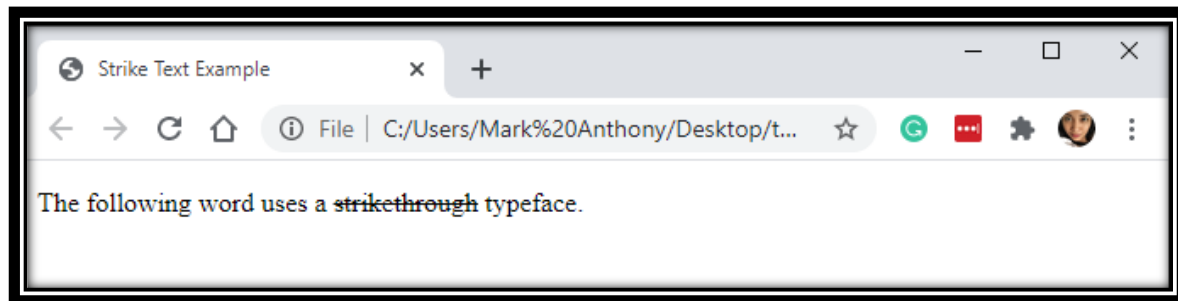 Strike Text Example
File | C:/Users/Mark%20Anthony/Desktop/t...
The following word uses a strikethrough typeface.